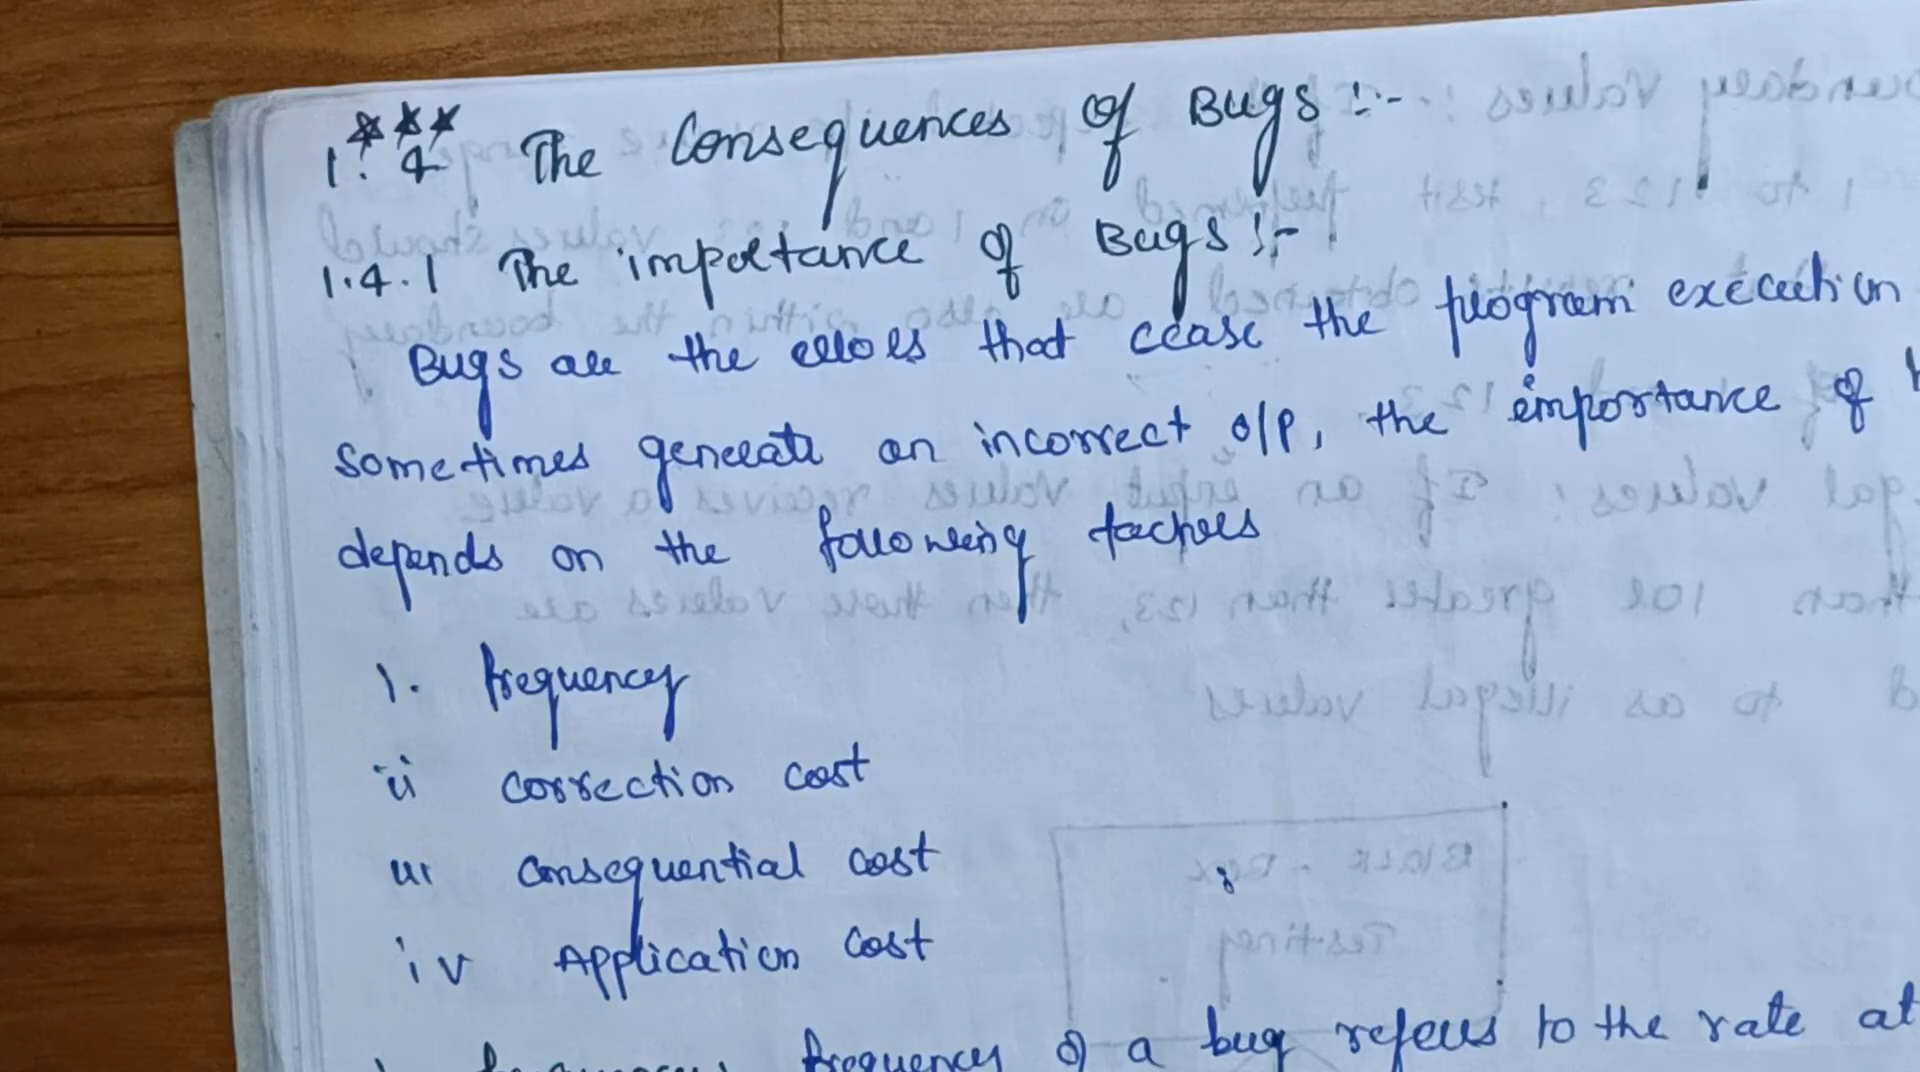 ***
1.4 The Consequences of Bugs :-
1.4.1 The importance of Bugs :-
Bugs are the errors that cease the program execution
sometimes generate an incorrect o/p, the importance of
depends on the following factors
i. frequency
ii correction cost
iii consequential cost
iv Application cost
frequency of a bug refers to the rate at